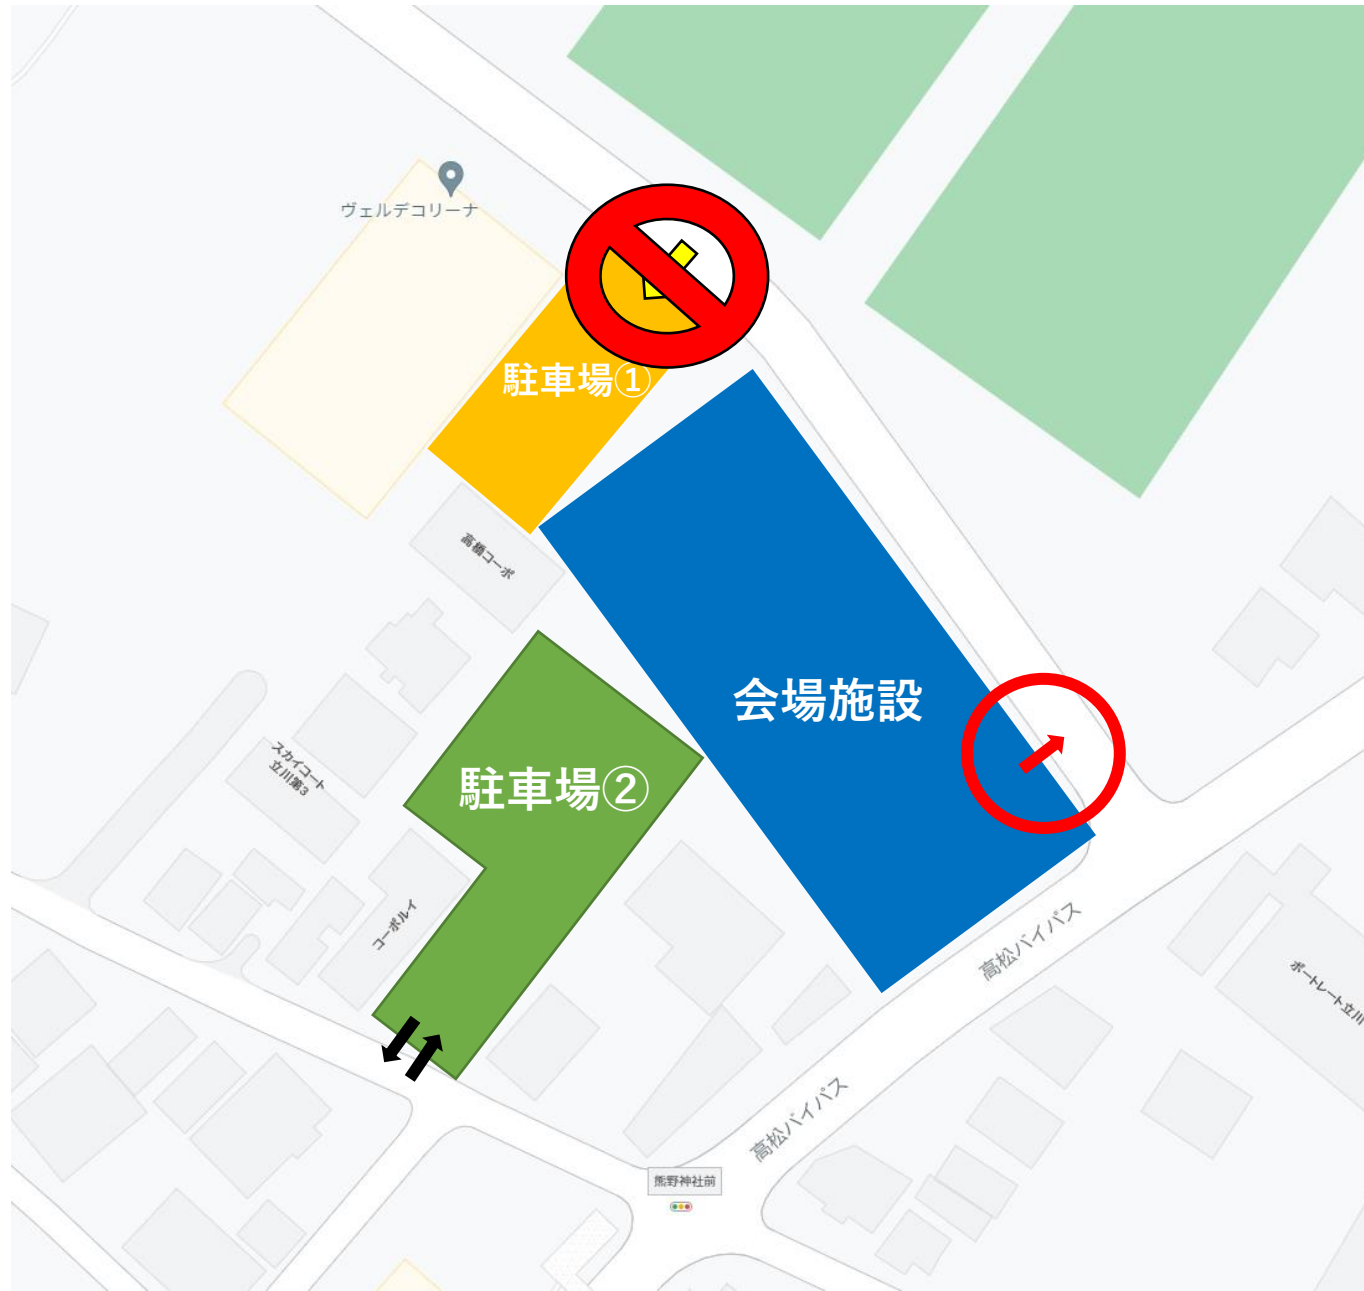 ヴェルデコリーナ
駐車場①
高橋コーポ
会場施設
スカイコート
立川第3
駐車場②
コーポルイ
高松バイパス
ポートレート立川
高松バイパス
熊野神社前